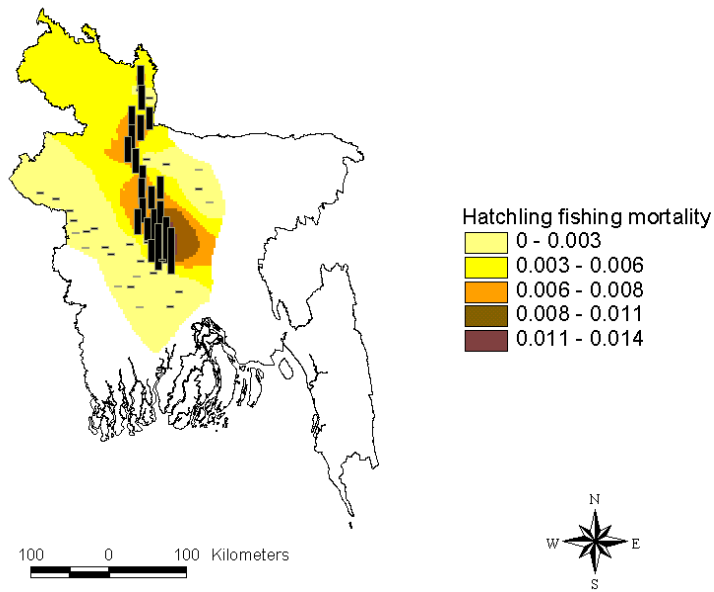 Hatchling fishing mortality
0 - 0.003
0.003 - 0.006
0.006 - 0.008
0.008 - 0.011
0.011 - 0.014
N
W E
S
100 0 100 Kilometers